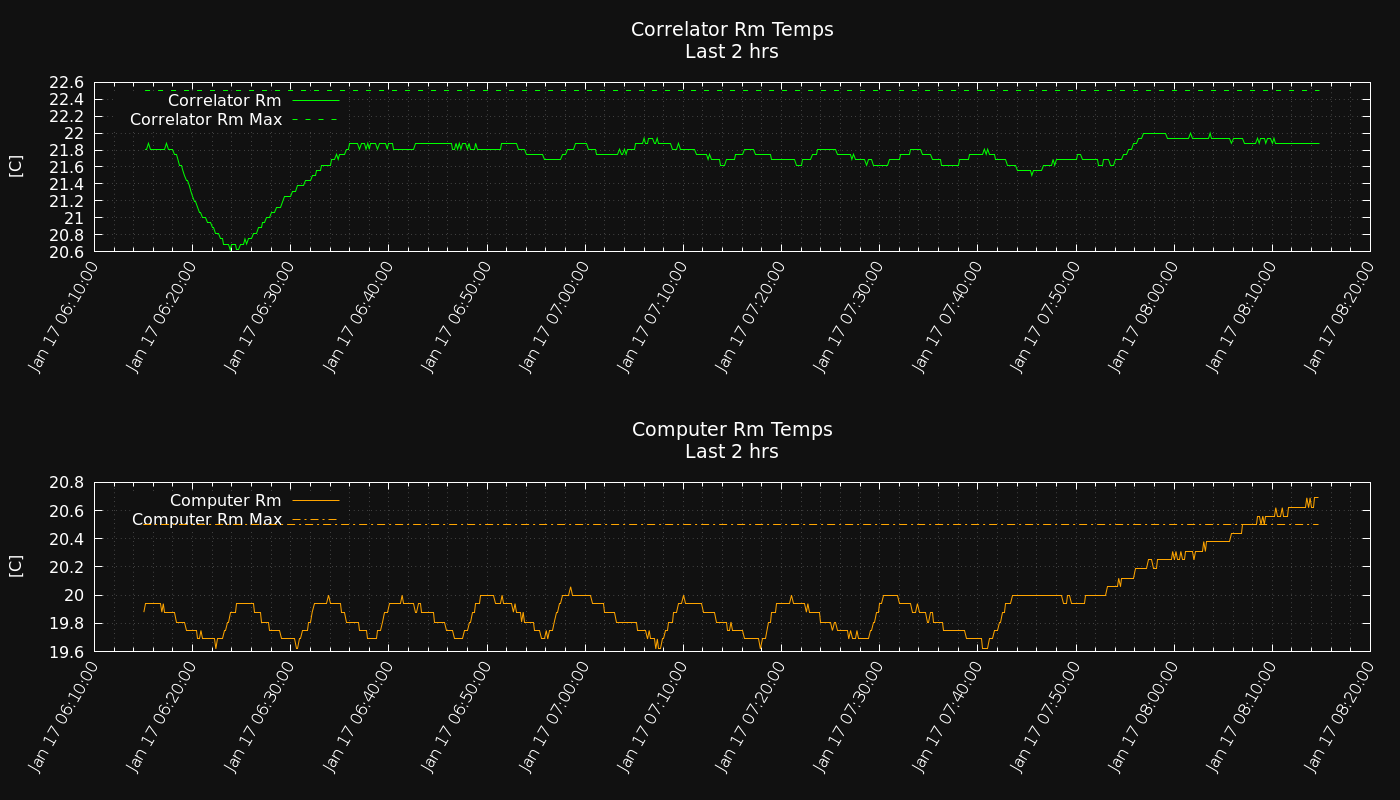 Correlator Rm Temps
Last 2 hrs
22.6
22.4
22.2
22
21.8
21.6
21.4
21.2
21
20.8
20.6
[C]
Correlator Rm
Correlator Rm Max
Jan 17 06:10:00
Jan 17 06:20:00
Jan 17 06:30:00
Jan 17 06:40:00
Jan 17 06:50:00
Jan 17 07:00:00
Jan 17 07:10:00
Jan 17 07:20:00
Jan 17 07:30:00
Jan 17 07:40:00
Jan 17 07:50:00
Jan 17 08:00:00
Jan 17 08:10:00
Jan 17 08:20:00
Computer Rm Temps
Last 2 hrs
20.8
20.6
20.4
20.2
20
19.8
19.6
[C]
Computer Rm
Computer Rm Max
Jan 17 06:10:00
Jan 17 06:20:00
Jan 17 06:30:00
Jan 17 06:40:00
Jan 17 06:50:00
Jan 17 07:00:00
Jan 17 07:10:00
Jan 17 07:20:00
Jan 17 07:30:00
Jan 17 07:40:00
Jan 17 07:50:00
Jan 17 08:00:00
Jan 17 08:10:00
Jan 17 08:20:00